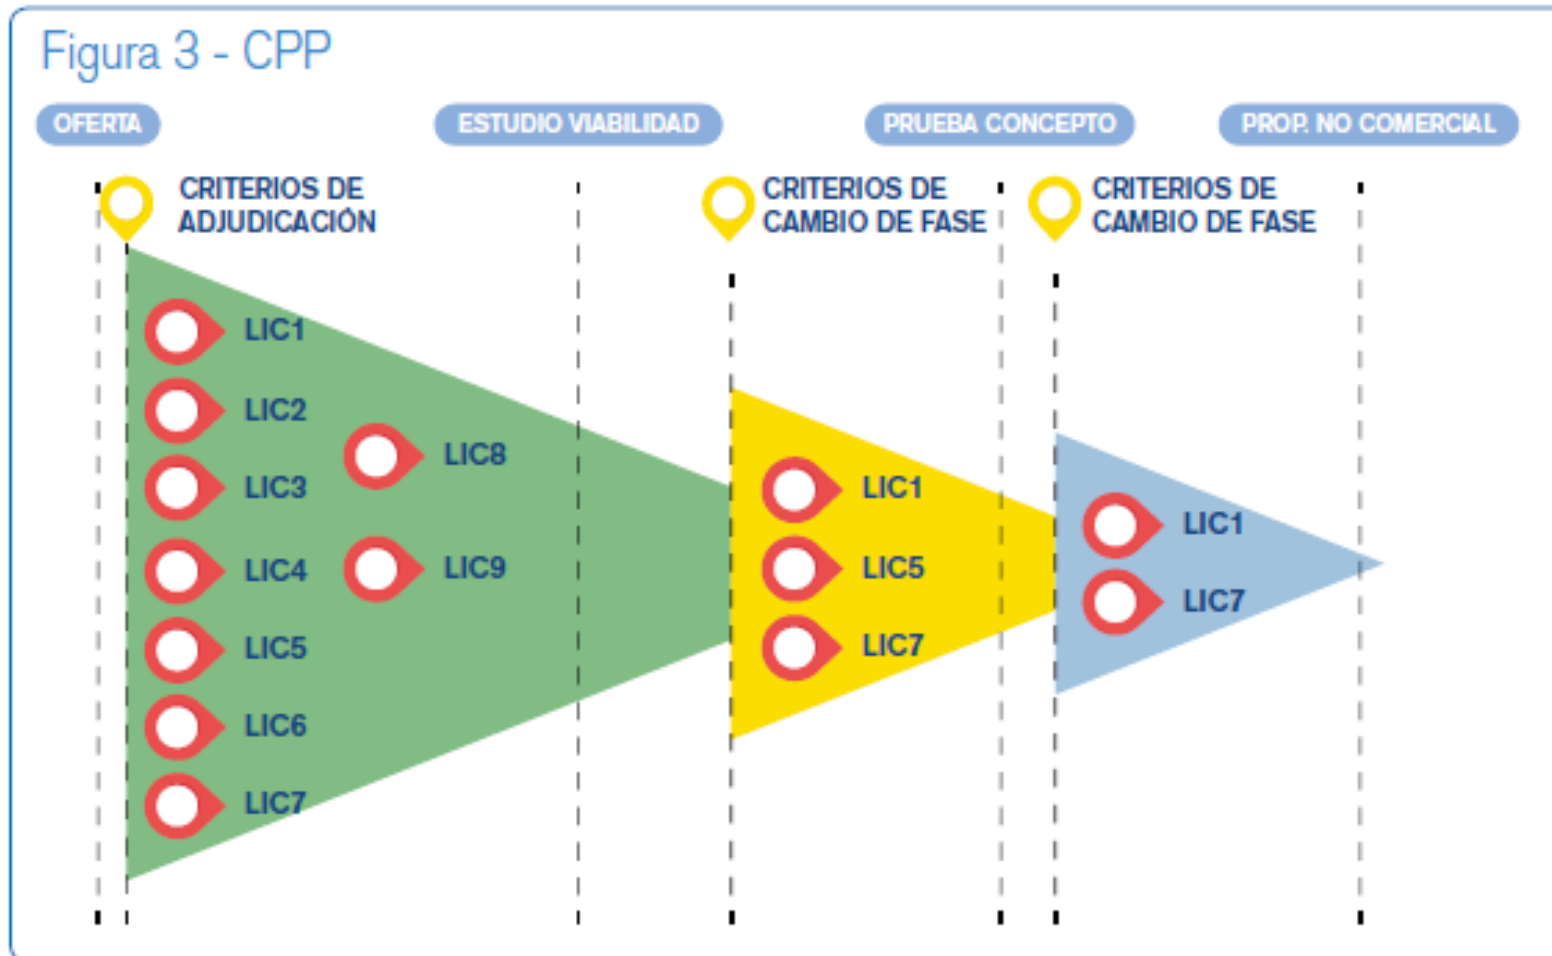 Figura 3 - CPP
OFERTA
ESTUDIO VIABILIDAD
PRUEBA CONCEPTO
PROP. NO COMERCIAL
CRITERIOS DE
ADJUDICACIÓN
CRITERIOS DE
CAMBIO DE FASE
CRITERIOS DE
CAMBIO DE FASE
LIC1
LIC2
LIC3
LIC4
LIC5
LIC6
LIC7
LIC8
LIC9
LIC1
LIC5
LIC7
LIC1
LIC7